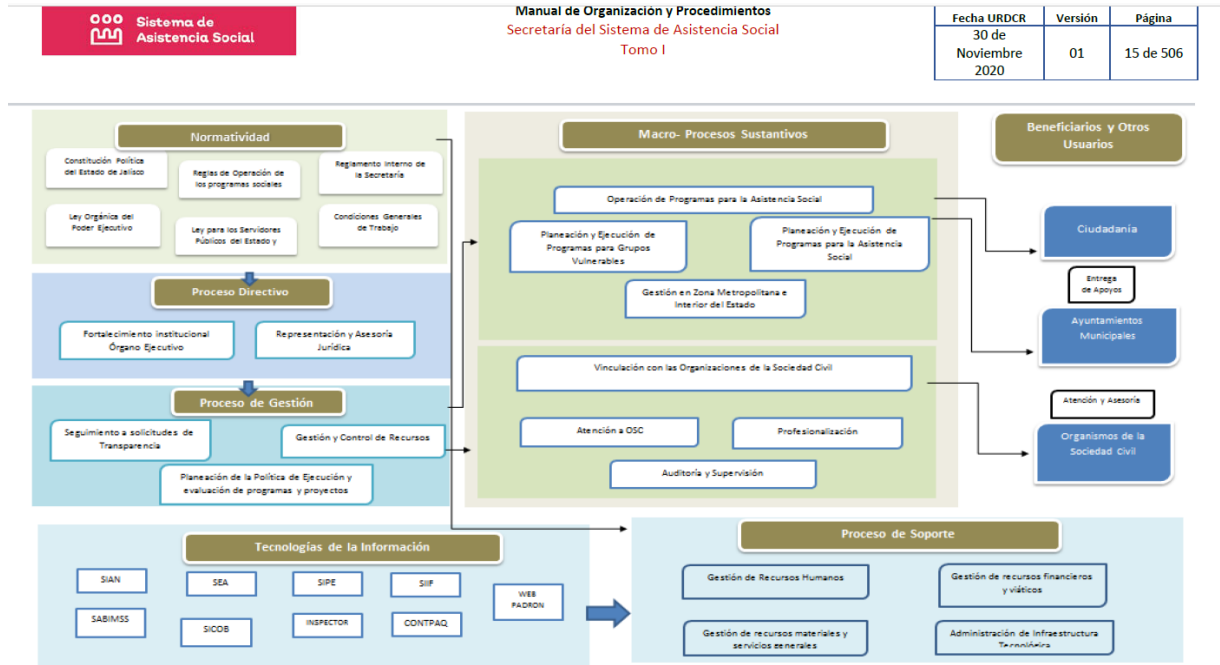 Sistema de
Asistencia Social
Manual de Organización y Procedimientos
Secretaría del Sistema de Asistencia Social
Tomo I
Fecha URDCR
Versión
Página
30 de
Noviembre
2020
01
15 de 506
Normatividad
Constitución Política
del Estado de Jalisco
Reglas de Operación de
los programas sociales
Reglamento Interno de
la Secretaría
Ley Orgánica del
Poder Ejecutivo
Ley para los Servidores
Públicos del Estado y
Condiciones Generales
de Trabajo
Proceso Directivo
Fortalecimiento institucional
Órgano Ejecutivo
Representación y Asesoría
Jurídica
Proceso de Gestión
Seguimiento a solicitudes de
Transparencia
Gestión y Control de Recursos
Planeación de la Política de Ejecución y
evaluación de programas y proyectos
Macro- Procesos Sustantivos
Operación de Programas para la Asistencia Social
Planeación y Ejecución de
Programas para Grupos
Vulnerables
Planeación y Ejecución de
Programas para la Asistencia
Social
Gestión en Zona Metropolitana e
Interior del Estado
Vinculación con las Organizaciones de la Sociedad Civil
Atención a OSC
Profesionalización
Auditoría y Supervisión
Beneficiarios y Otros
Usuarios
Ciudadanía
Entrega
de Apoyos
Ayuntamientos
Municipales
Atención y Asesoría
Organismos de la
Sociedad Civil
Tecnologías de la Información
SIAN
SEA
SIPE
SIIF
WEB
PADRON
SABIMSS
SICOB
INSPECTOR
CONTPAQ
Proceso de Soporte
Gestión de Recursos Humanos
Gestión de recursos financieros
y viáticos
Gestión de recursos materiales y
servicios generales
Administración de Infraestructura
Tecnológica